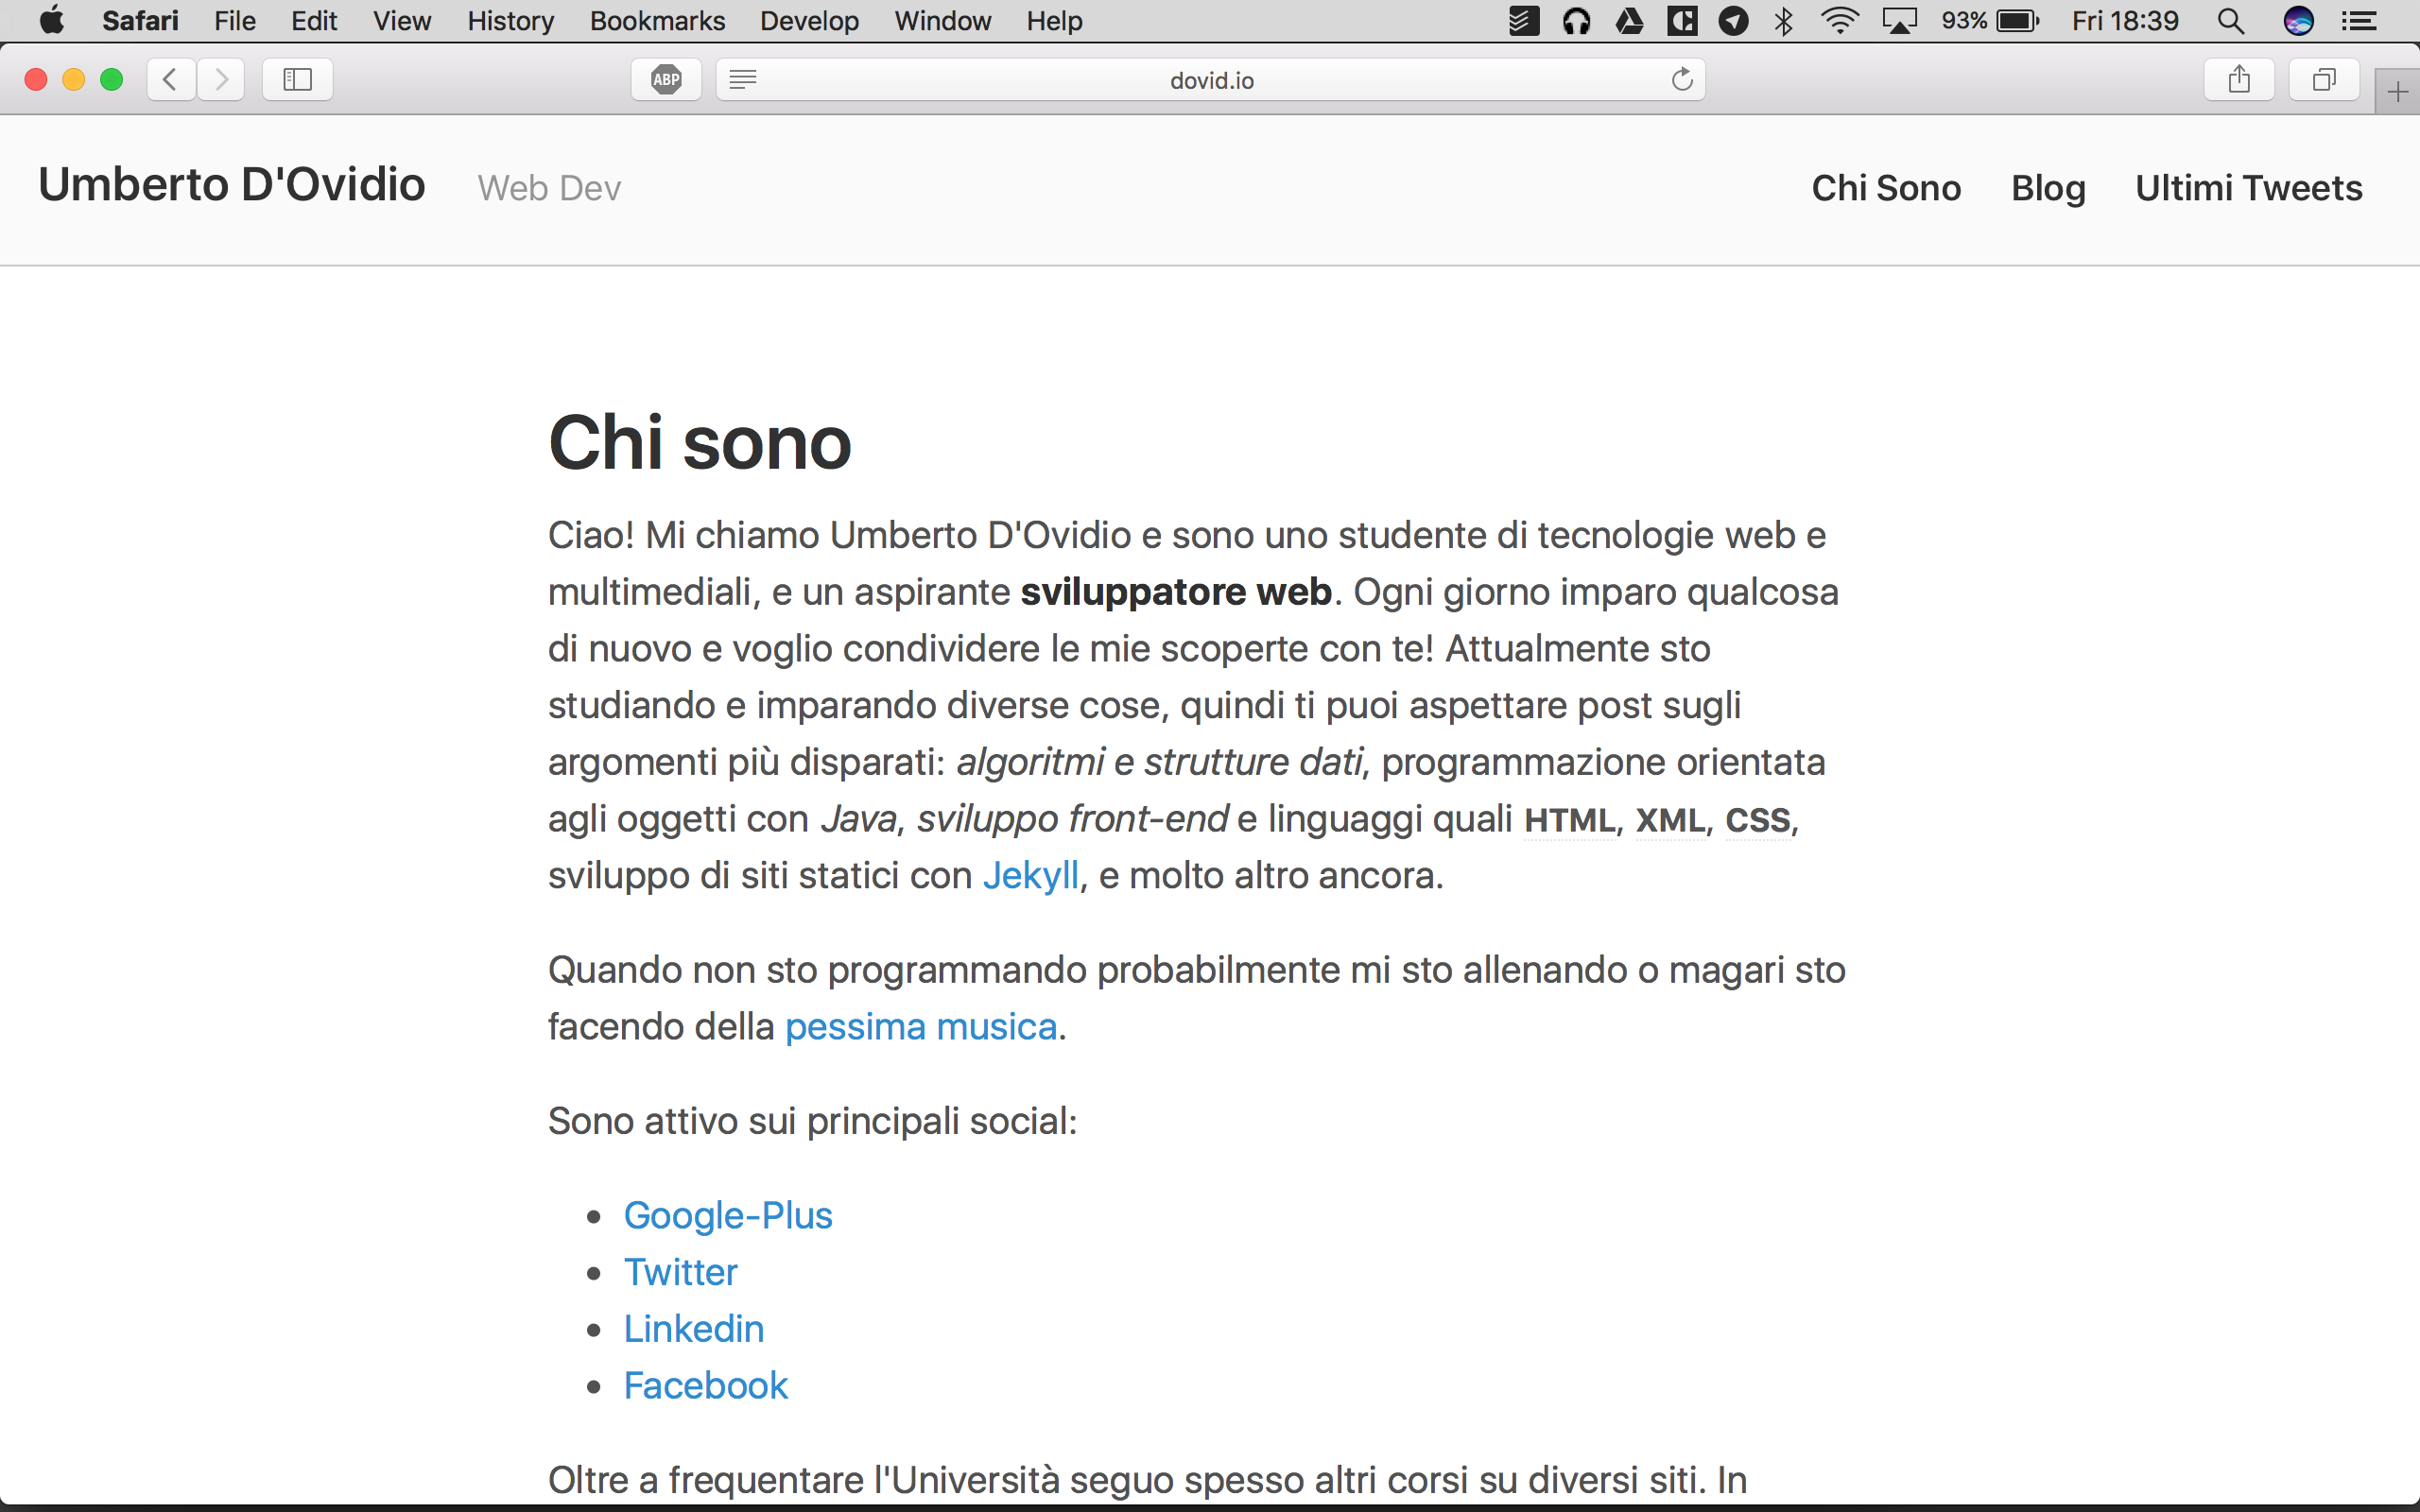 Safari File Edit View History Bookmarks Develop Window Help 93% Fri 18:39
ABP dovid.io
Umberto D'Ovidio Web Dev Chi Sono Blog Ultimi Tweets
Chi sono
Ciao! Mi chiamo Umberto D'Ovidio e sono uno studente di tecnologie web e
multimediali, e un aspirante sviluppatore web. Ogni giorno imparo qualcosa
di nuovo e voglio condividere le mie scoperte con te! Attualmente sto
studiando e imparando diverse cose, quindi ti puoi aspettare post sugli
argomenti più disparati: algoritmi e strutture dati, programmazione orientata
agli oggetti con Java, sviluppo front-end e linguaggi quali HTML, XML, CSS,
sviluppo di siti statici con Jekyll, e molto altro ancora.
Quando non sto programmando probabilmente mi sto allenando o magari sto
facendo della pessima musica.
Sono attivo sui principali social:
• Google-Plus
• Twitter
• Linkedin
• Facebook
Oltre a frequentare l'Università seguo spesso altri corsi su diversi siti. In